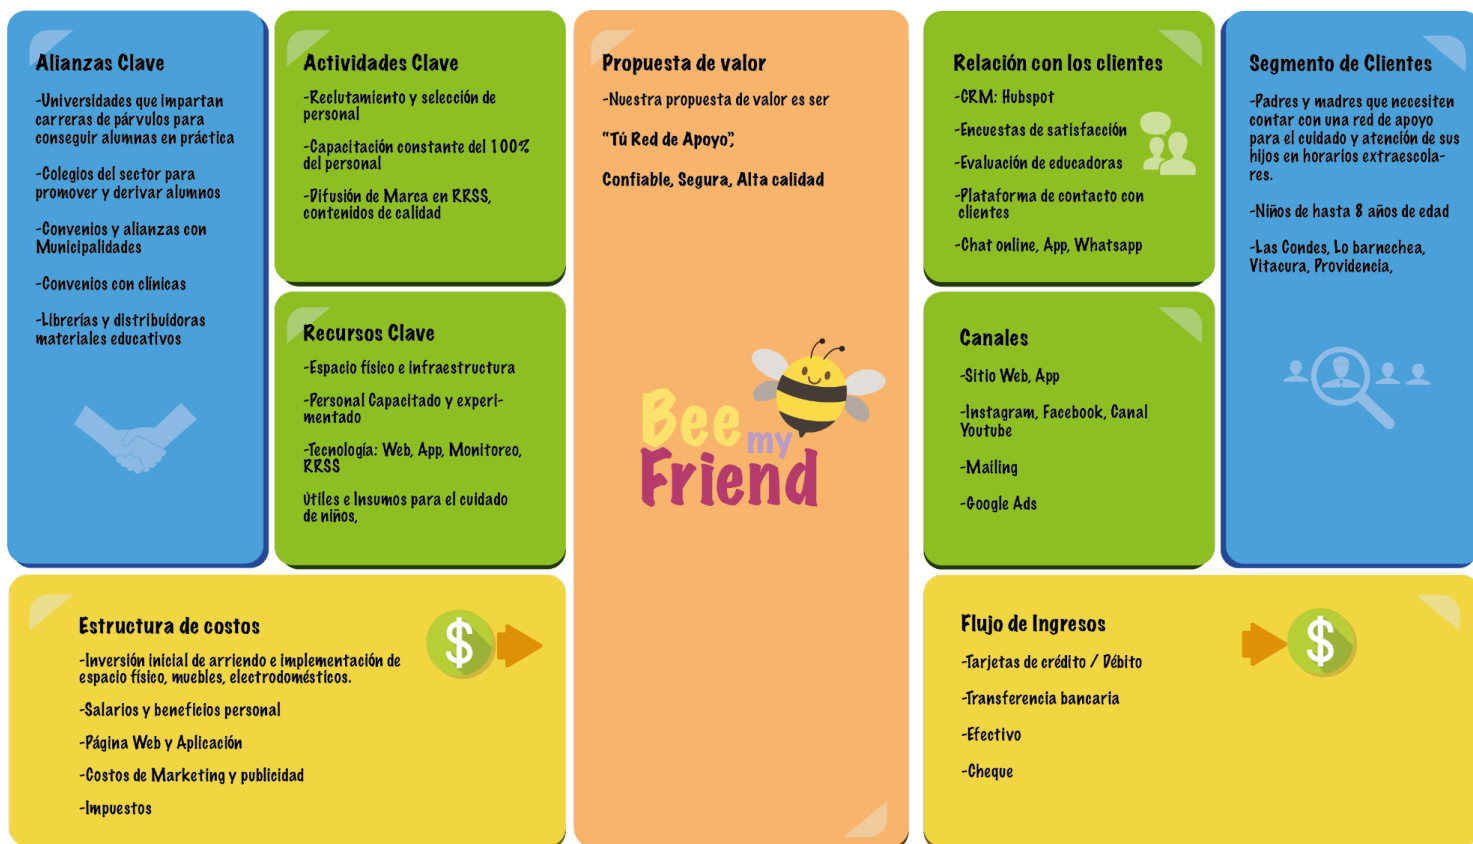 Alianzas Clave
-Universidades que impartan
carreras de párvulos para
conseguir alumnas en práctica
-Colegios del sector para
promover y derivar alumnos
-Convenios y alianzas con
Municipalidades
-Convenios con clínicas
-Librerías y distribuidoras
materiales educativos
Actividades Clave
-Reclutamiento y selección de
personal
-Capacitación constante del 100%
del personal
-Difusión de Marca en RRSS,
contenidos de calidad
Recursos Clave
-Espacio físico e infraestructura
-Personal Capacitado y experi-
mentado
-Tecnología: Web, App, Monitoreo,
RRSS
útiles e Insumos para el cuidado
de niños,
Propuesta de valor
-Nuestra propuesta de valor es ser
“Tú Red de Apoyo”,
Confiable, Segura, Alta calidad
Bee
my
Friend
Relación con los clientes
-CRM: Hubspot
-Encuestas de satisfacción
-Evaluación de educadoras
-Plataforma de contacto con
clientes
-Chat online, App, Whatsapp
Canales
-Sitio Web, App
-Instagram, Facebook, Canal
Youtube
-Mailing
-Google Ads
Segmento de Clientes
-Padres y madres que necesiten
contar con una red de apoyo
para el cuidado y atención de sus
hijos en horarios extraescola-
res.
-Niños de hasta 8 años de edad
-Las Condes, Lo barnechea,
Vitacura, Providencia,
Estructura de costos
-Inversión inicial de arriendo e implementación de
espacio físico, muebles, electrodomésticos.
-Salarios y beneficios personal
-Página Web y Aplicación
-Costos de Marketing y publicidad
-Impuestos
$
Flujo de Ingresos
-Tarjetas de crédito / Débito
-Transferencia bancaria
-Efectivo
-Cheque
$